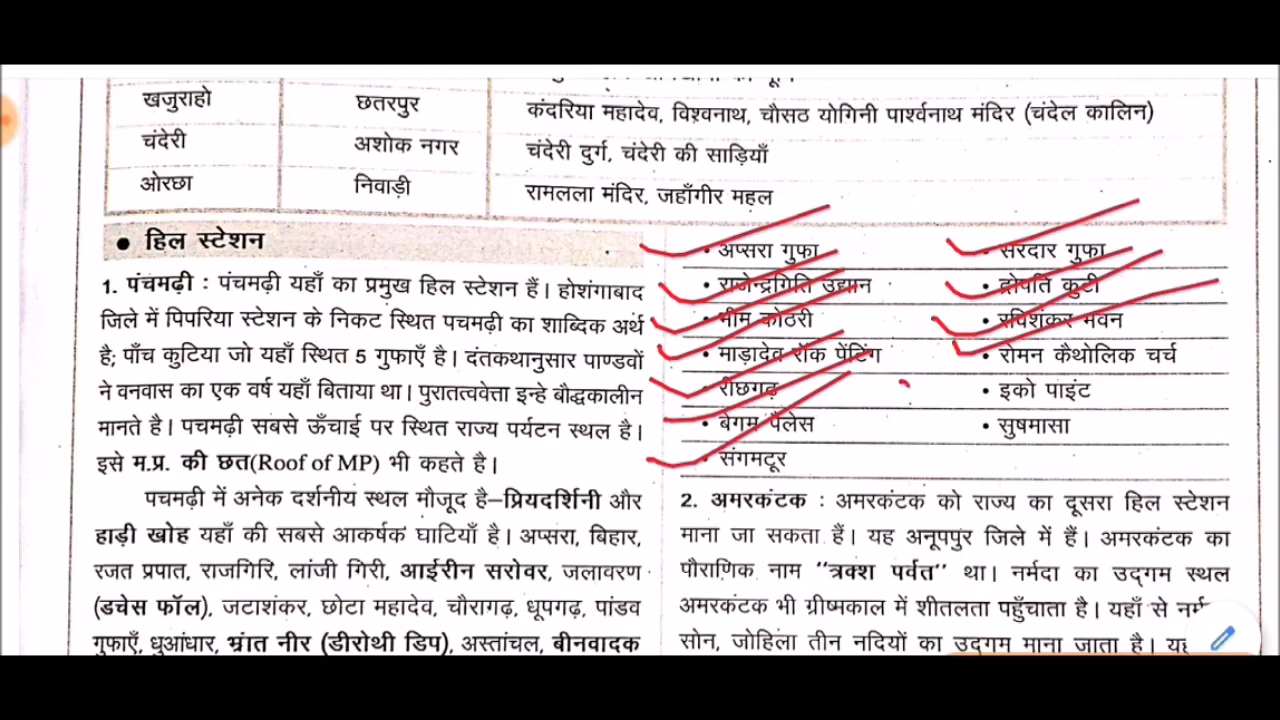 खजुराहो छतरपुर कंदरिया महादेव, विश्वनाथ, चौसठ योगिनी पार्श्वनाथ मंदिर (चंदेल कालिन)
चंदेरी अशोक नगर चंदेरी दुर्ग, चंदेरी की साड़ियाँ
ओरछा निवाड़ी रामलला मंदिर, जहाँगीर महल
• हिल स्टेशन
1. पंचमढ़ी : पंचमढ़ी यहाँ का प्रमुख हिल स्टेशन हैं। होशंगाबाद
जिले में पिपरिया स्टेशन के निकट स्थित पचमढ़ी का शाब्दिक अर्थ
है; पाँच कुटिया जो यहाँ स्थित 5 गुफाएँ है। दंतकथानुसार पाण्डवों
ने वनवास का एक वर्ष यहाँ बिताया था। पुरातत्ववेत्ता इन्हे बौद्धकालीन
मानते है। पचमढ़ी सबसे ऊँचाई पर स्थित राज्य पर्यटन स्थल है।
इसे म.प्र. की छत(Roof of MP) भी कहते है।
पचमढ़ी में अनेक दर्शनीय स्थल मौजूद है–प्रियदर्शिनी और
हाड़ी खोह यहाँ की सबसे आकर्षक घाटियाँ है। अप्सरा, बिहार,
रजत प्रपात, राजगिरि, लांजी गिरी, आईरीन सरोवर, जलावरण
(डचेस फॉल), जटाशंकर, छोटा महादेव, चौरागढ़, धूपगढ़, पांडव
गुफाएँ, धुआंधार, भ्रांत नीर (डीरोथी डिप), अस्तांचल, बीनवादक
• अप्सरा गुफा • सरदार गुफा
• राजेन्द्रगिति उद्यान • द्रोपति कुटी
• भीम कोठरी • रविशंकर भवन
• माड़ादेव रॉक पेंटिंग • रोमन कैथोलिक चर्च
• रीछगढ़ • इको पाइंट
• बेगम पैलेस • सुषमासा
• संगमटूर
2. अमरकंटक : अमरकंटक को राज्य का दूसरा हिल स्टेशन
माना जा सकता हैं। यह अनूपपुर जिले में हैं। अमरकंटक का
पौराणिक नाम "त्रक्श पर्वत" था। नर्मदा का उद्गम स्थल
अमरकंटक भी ग्रीष्मकाल में शीतलता पहुँचाता है। यहाँ से
सोन, जोहिला तीन नदियों का उद्गम माना जाता है।